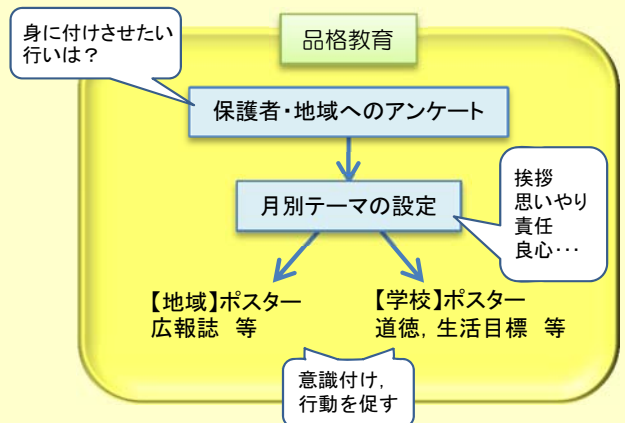 身に付けさせたい
行いは？
品格教育
保護者・地域へのアンケート
月別テーマの設定
挨拶
思いやり
責任
良心･･･
【地域】ポスター
広報誌 等
【学校】ポスター
道徳，生活目標 等
意識付け，
行動を促す